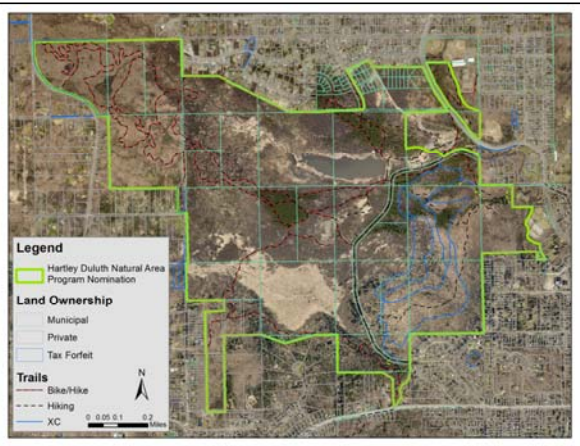 Legend
Hartley Duluth Natural Area
Program Nomination
Land Ownership
Municipal
Private
Tax Forfeit
Trails
Bike/Hike
Hiking
XC
N
0 0.05 0.1 0.2
Miles